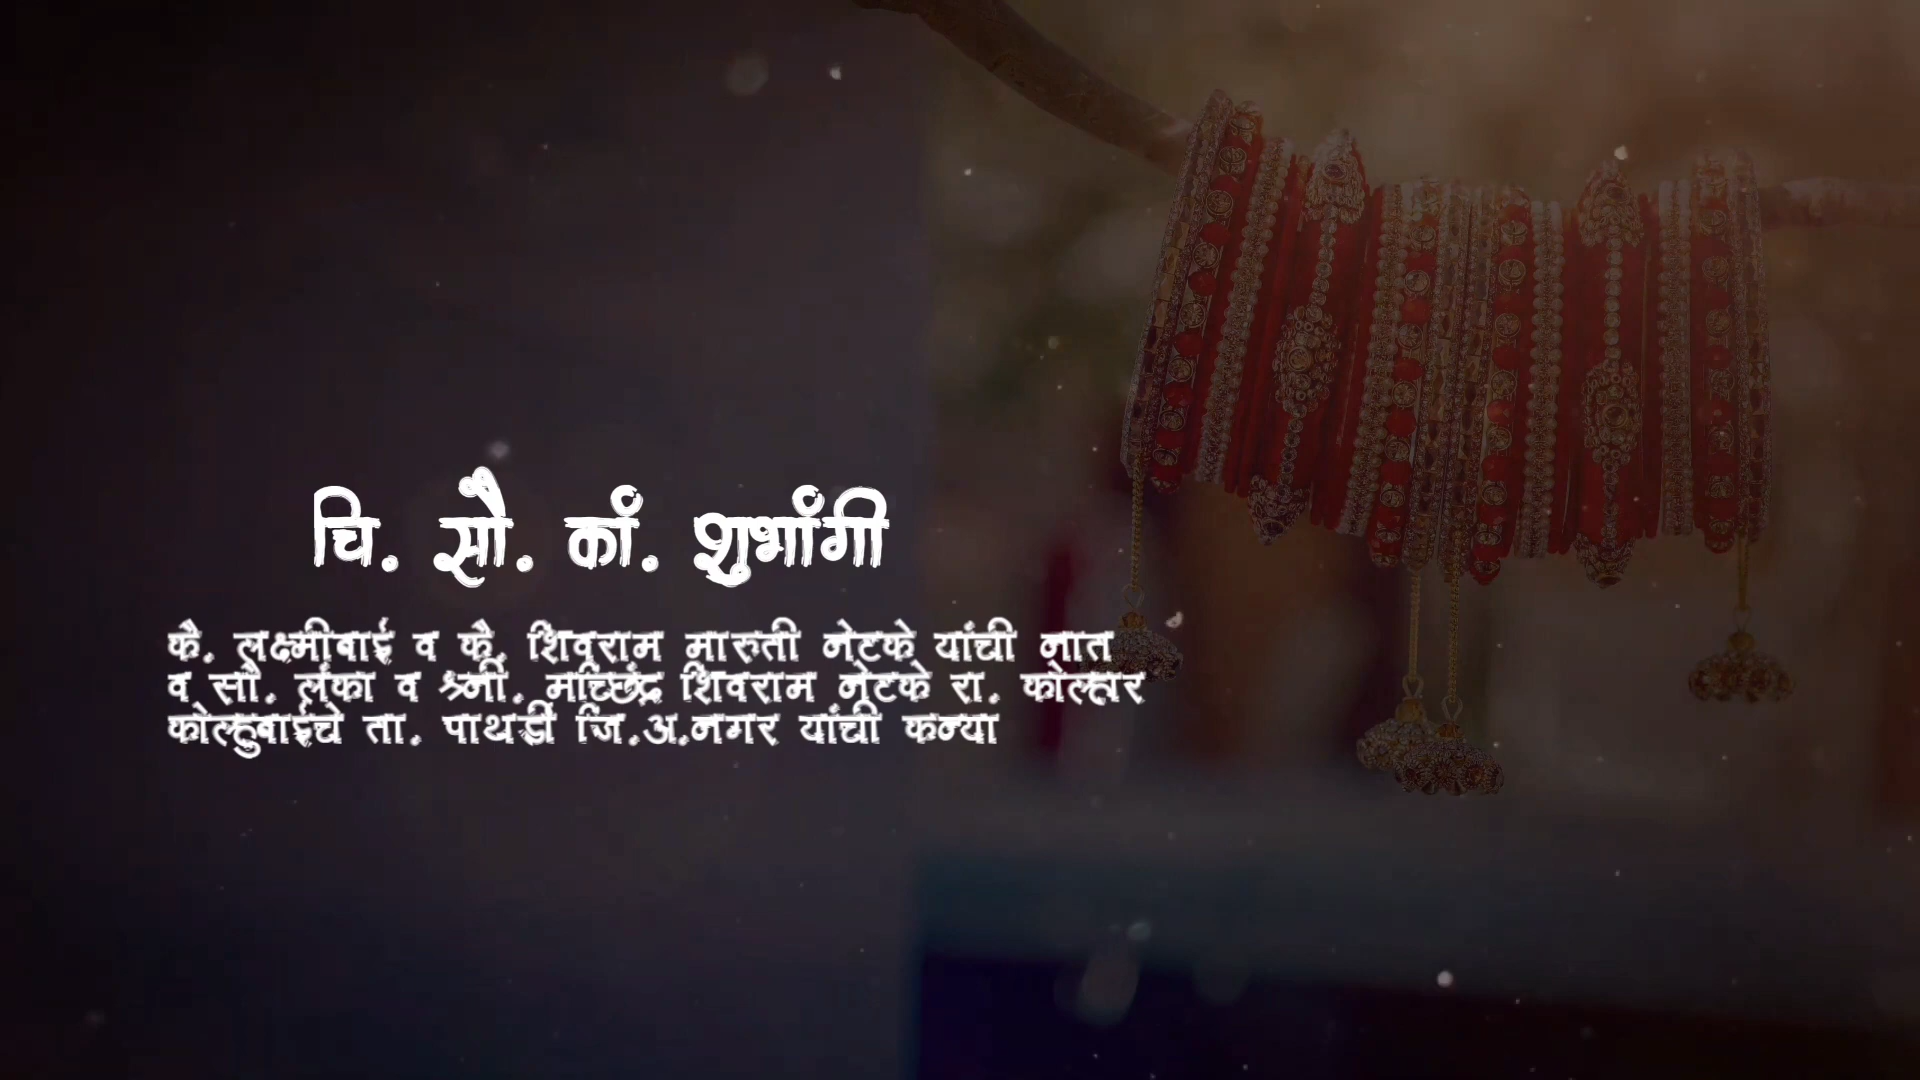 चि. सौ. कां. शुभांगी
कै. लक्ष्मीबाई व कै. शिवराम मारुती नेटके यांची नात
व सौ. लंका व श्री. मच्छिंद्र शिवराम नेटके रा. कोल्हार
कोल्हुबाईचे ता. पाथर्डी जि.अ.नगर यांची कन्या